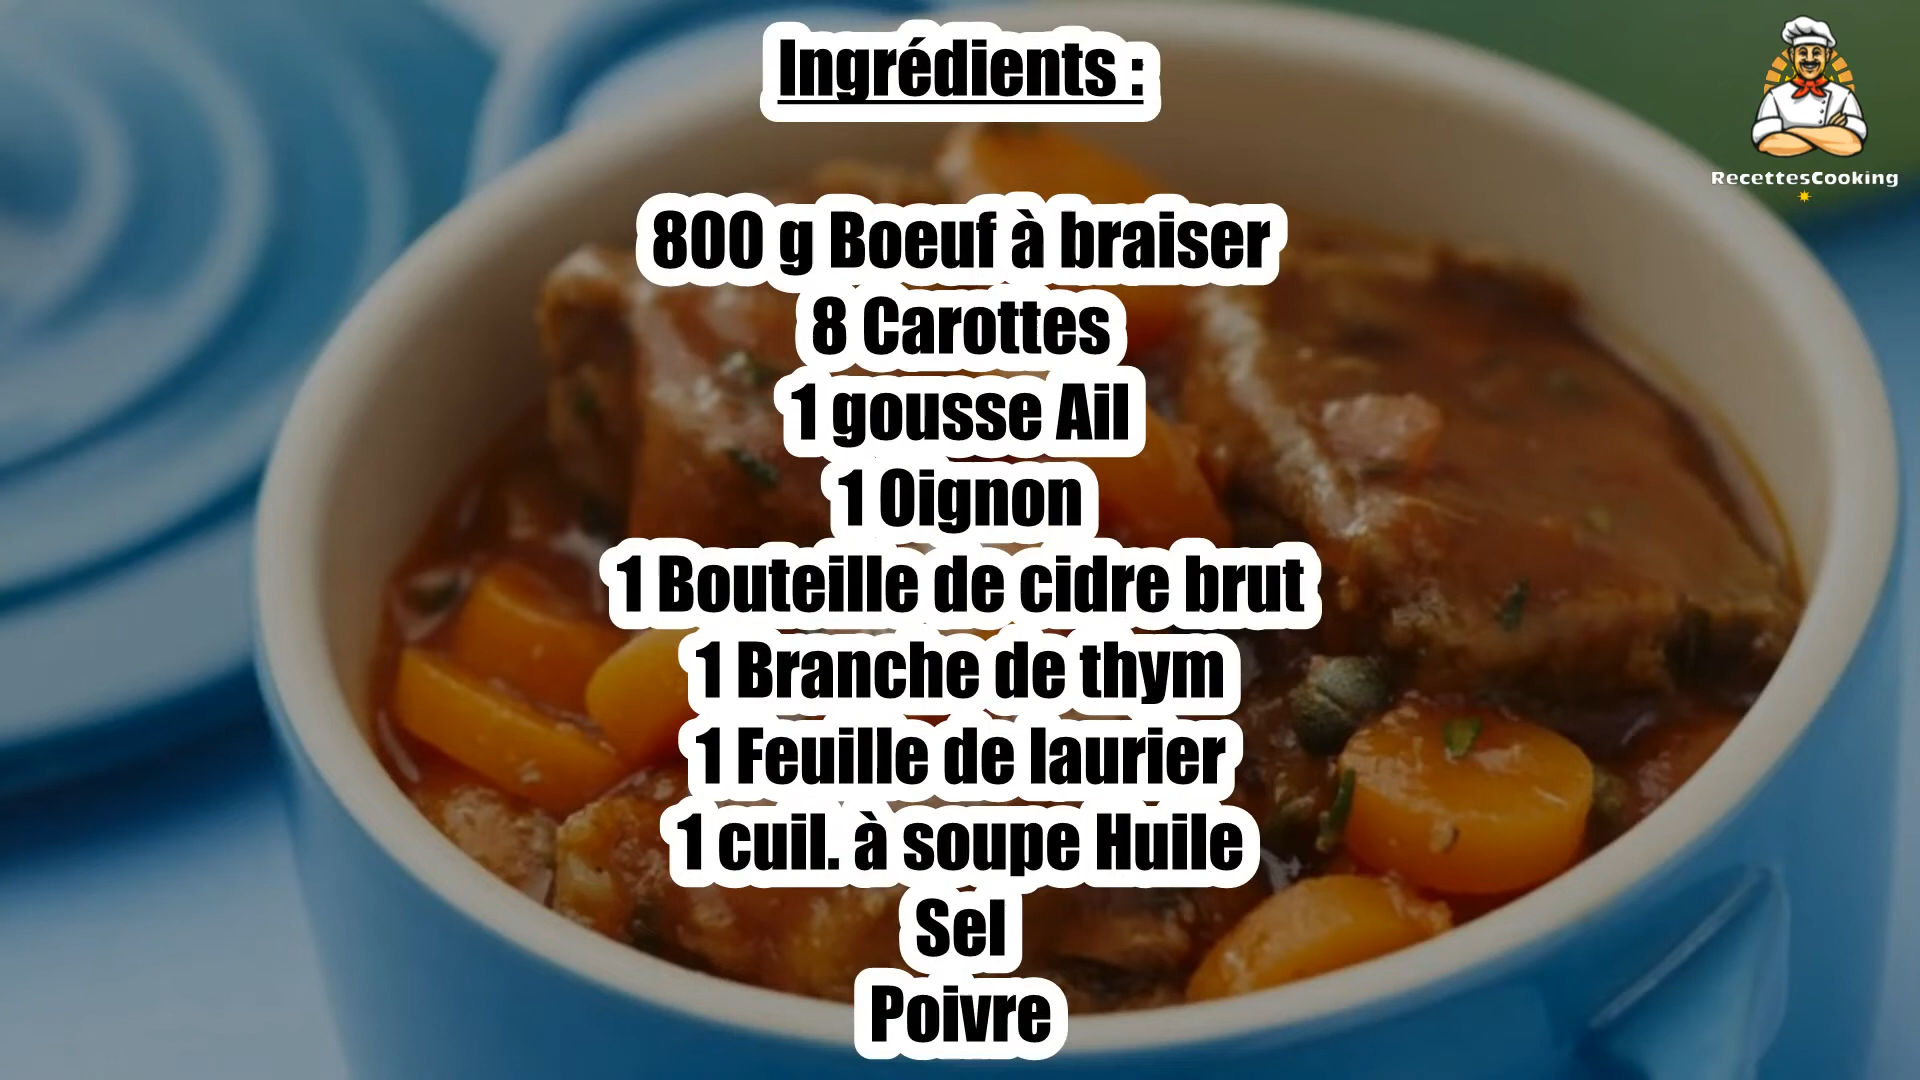 Ingrédients :
RecettesCooking
800 g Boeuf à braiser
8 Carottes
1 gousse Ail
1 Oignon
1 Bouteille de cidre brut
1 Branche de thym
1 Feuille de laurier
1 cuil. à soupe Huile
Sel
Poivre